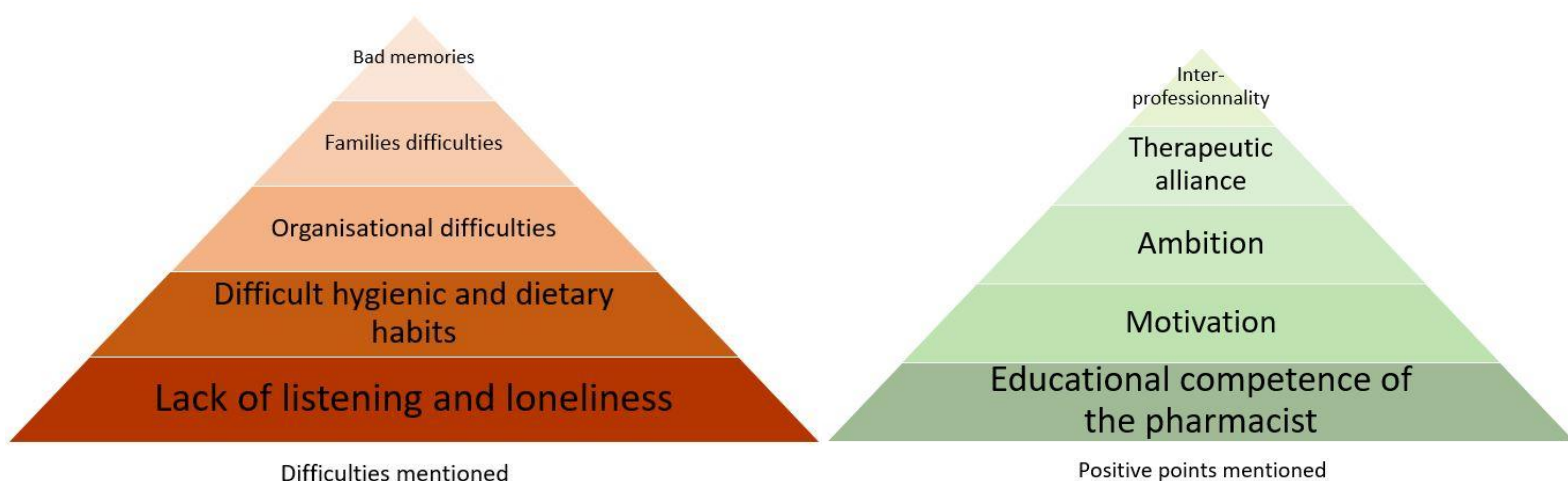 Bad memories
Families difficulties
Organisational difficulties
Difficult hygienic and dietary
habits
Lack of listening and loneliness
Difficulties mentioned
Inter-
professionnality
Therapeutic
alliance
Ambition
Motivation
Educational competence of
the pharmacist
Positive points mentioned